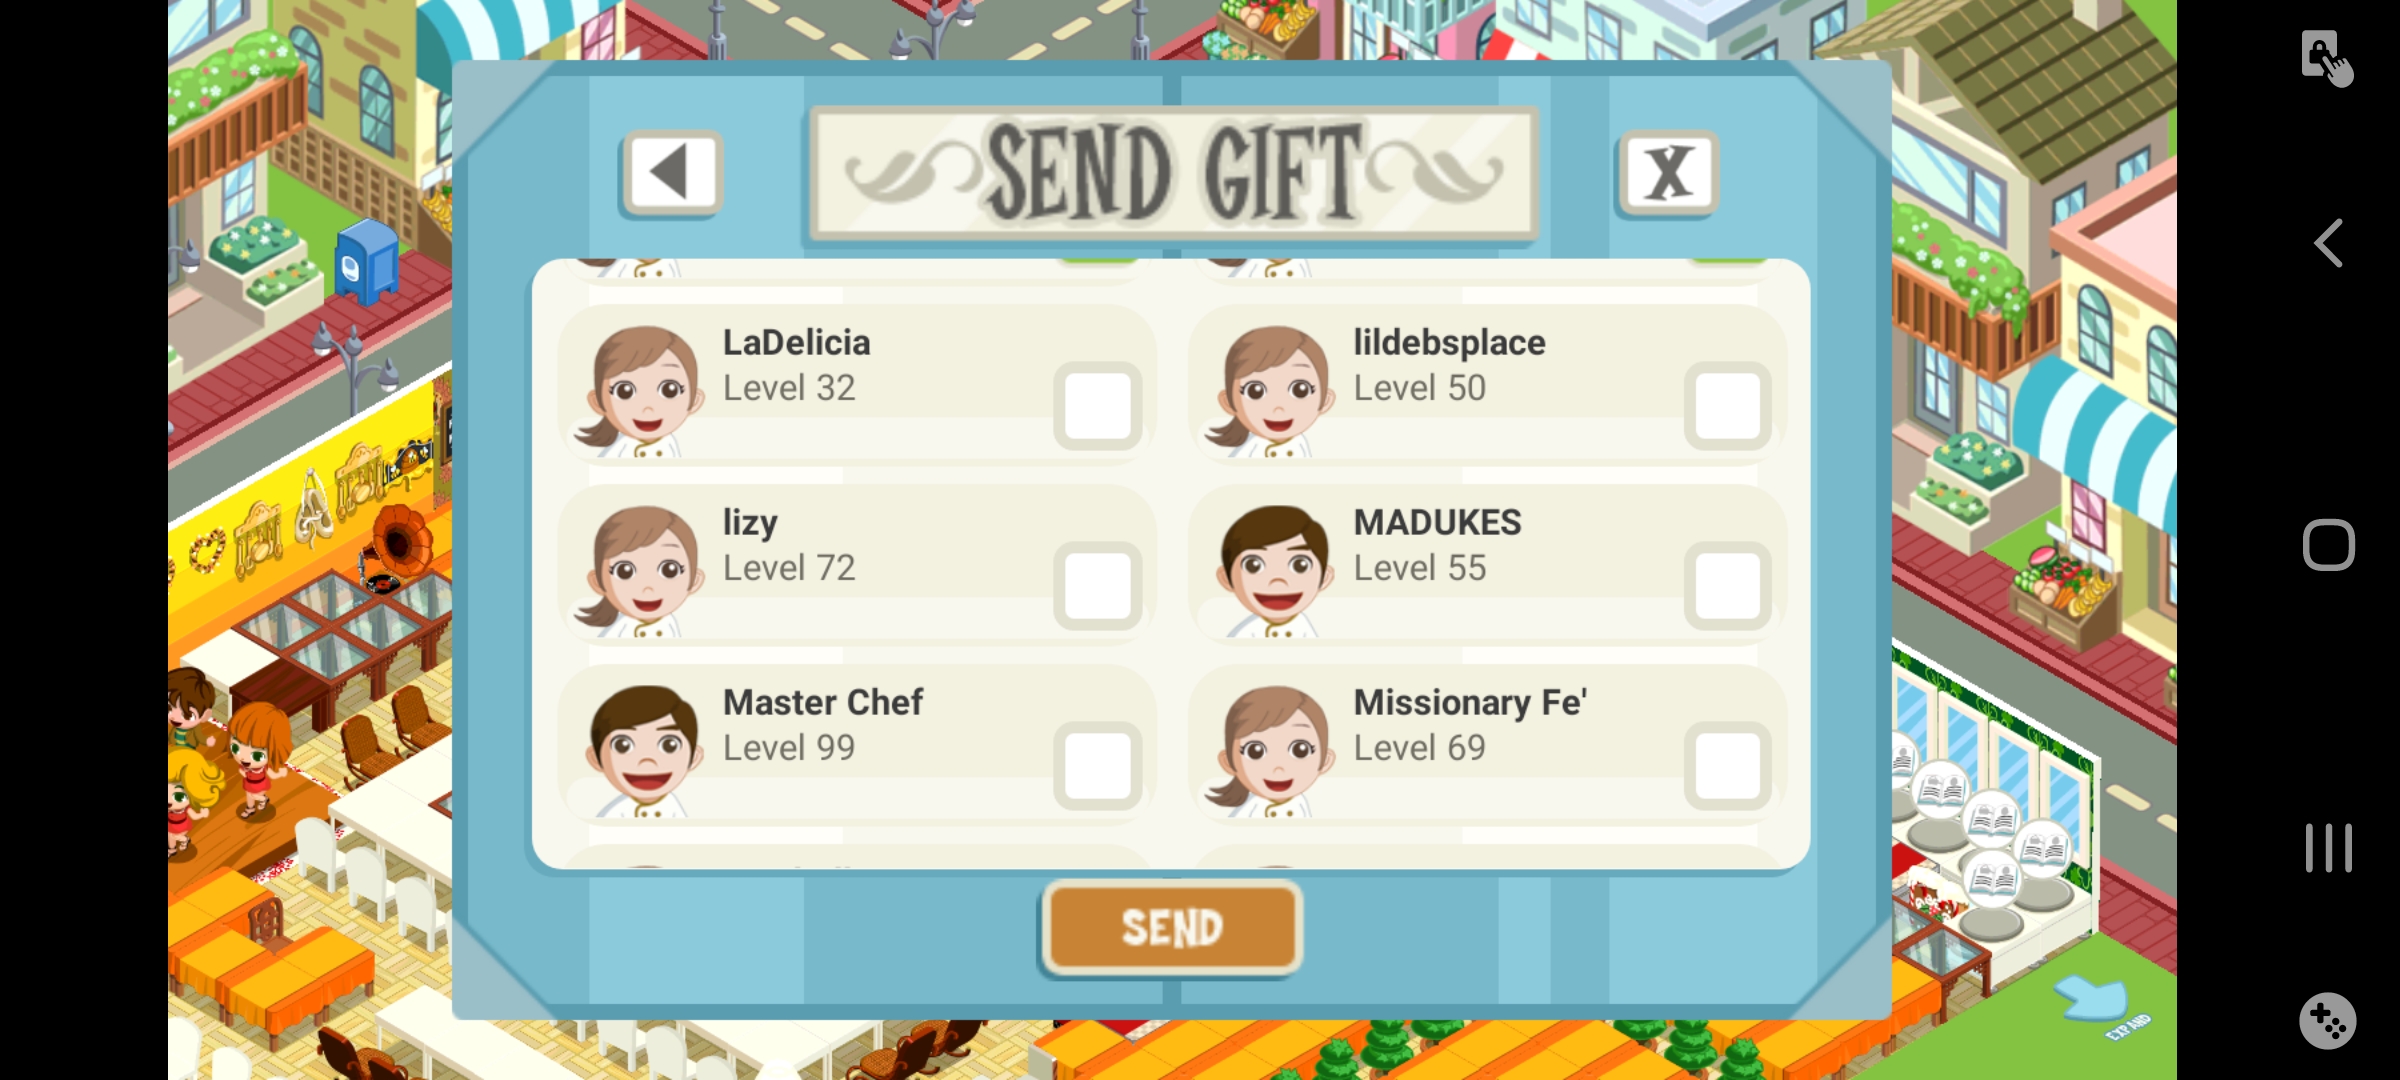 SEND GIFT
X
LaDelicia
Level 32
lildebsplace
Level 50
lizy
Level 72
MADUKES
Level 55
Master Chef
Level 99
Missionary Fe'
Level 69
SEND
EXPAND